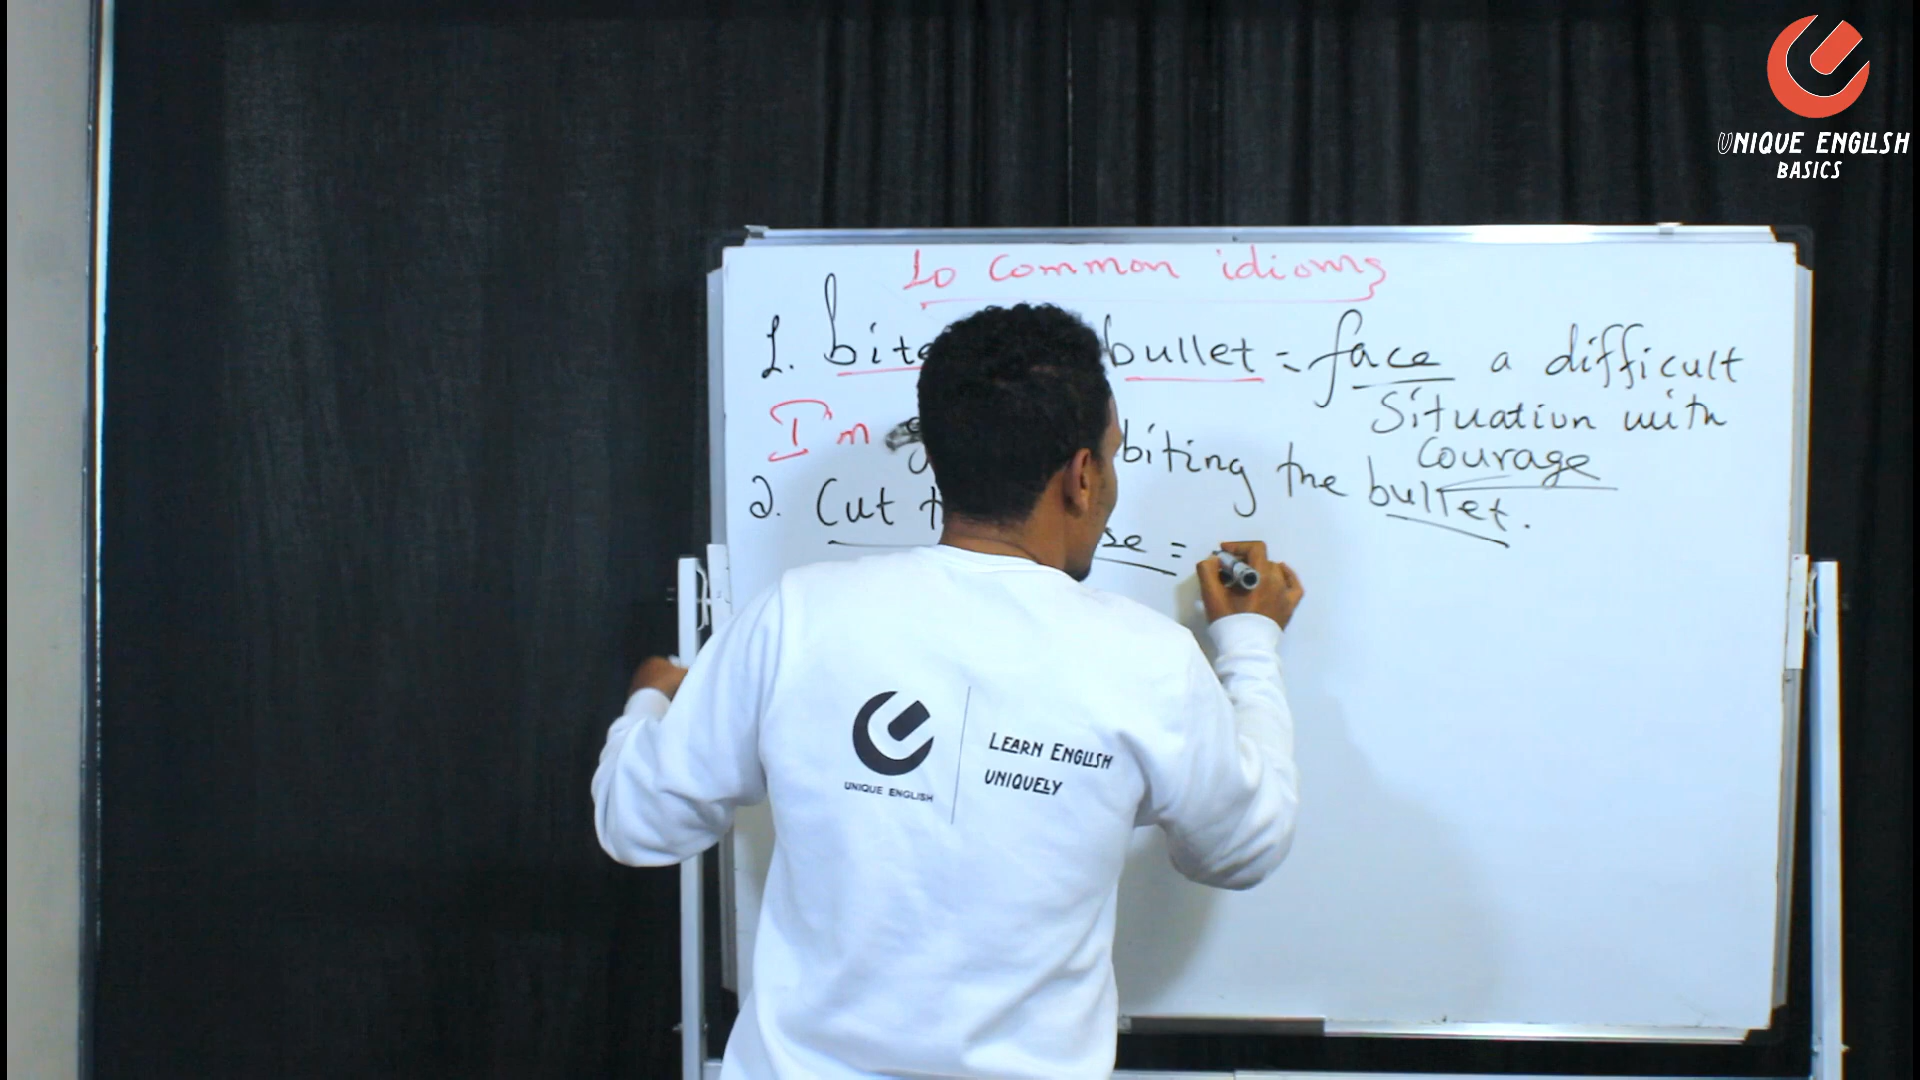 UNIQUE ENGLISH
BASICS
10 common idioms
1. bite bullet = face a difficult
situation with
courage
I'm biting the bullet.
2. Cut =
LEARN ENGLISH
UNIQUELY
UNIQUE ENGLISH